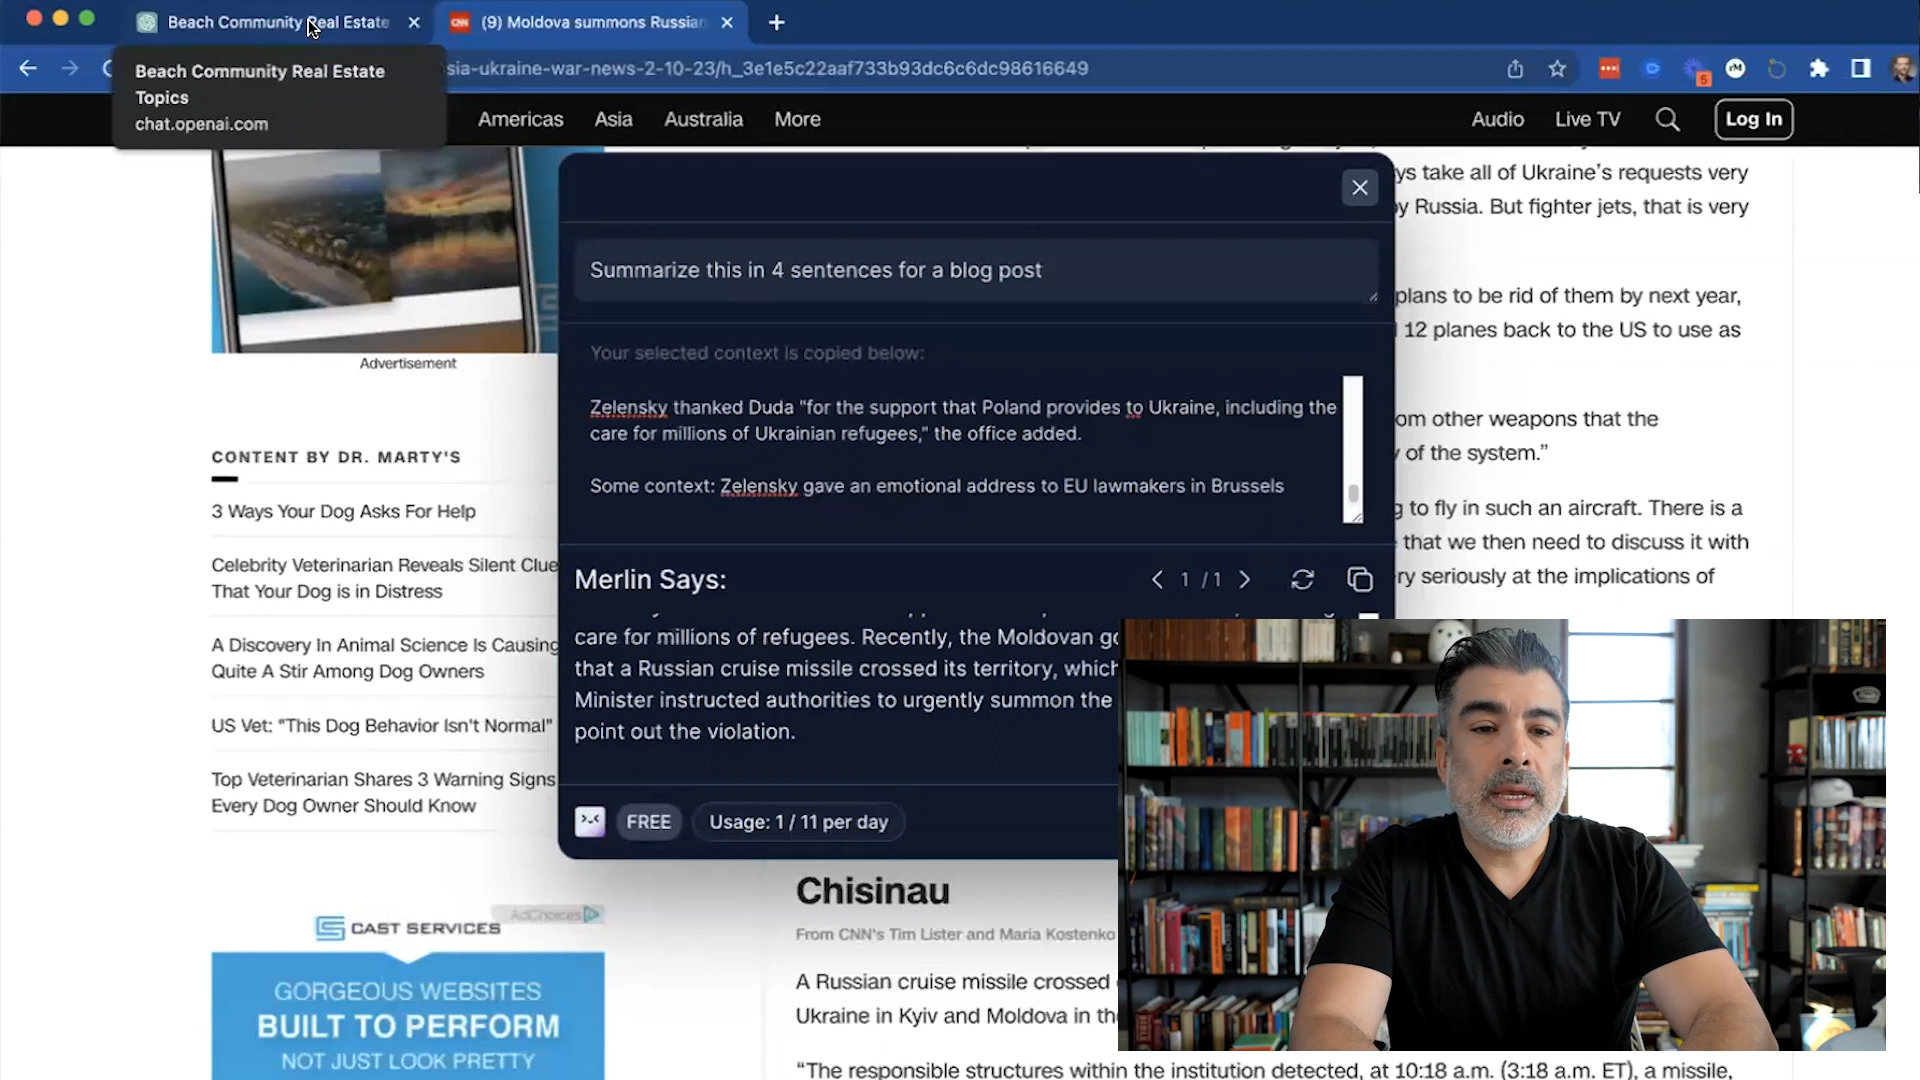 Beach Community Real Estate
CNN (9) Moldova summons Russian
Beach Community Real Estate
Topics
chat.openai.com
sia-ukraine-war-news-2-10-23/h_3e1e5c22aaf733b93dc6c6dc98616649
5
Americas Asia Australia More
Audio Live TV Log In
Advertisement
CONTENT BY DR. MARTY'S
3 Ways Your Dog Asks For Help
Celebrity Veterinarian Reveals Silent Clue
That Your Dog is in Distress
A Discovery In Animal Science Is Causing
Quite A Stir Among Dog Owners
US Vet: "This Dog Behavior Isn't Normal"
Top Veterinarian Shares 3 Warning Signs
Every Dog Owner Should Know
AdChoices
CAST SERVICES
GORGEOUS WEBSITES
BUILT TO PERFORM
NOT JUST LOOK PRETTY
Summarize this in 4 sentences for a blog post
Your selected context is copied below:
Zelensky thanked Duda "for the support that Poland provides to Ukraine, including the
care for millions of Ukrainian refugees," the office added.
Some context: Zelensky gave an emotional address to EU lawmakers in Brussels
Merlin Says:
1 / 1
care for millions of refugees. Recently, the Moldovan go
that a Russian cruise missile crossed its territory, which
Minister instructed authorities to urgently summon the
point out the violation.
FREE
Usage: 1 / 11 per day
ys take all of Ukraine's requests very
by Russia. But fighter jets, that is very
plans to be rid of them by next year,
12 planes back to the US to use as
om other weapons that the
of the system."
g to fly in such an aircraft. There is a
that we then need to discuss it with
ry seriously at the implications of
Chisinau
From CNN's Tim Lister and Maria Kostenko
A Russian cruise missile crossed
Ukraine in Kyiv and Moldova in th
"The responsible structures within the institution detected, at 10:18 a.m. (3:18 a.m. ET), a missile,